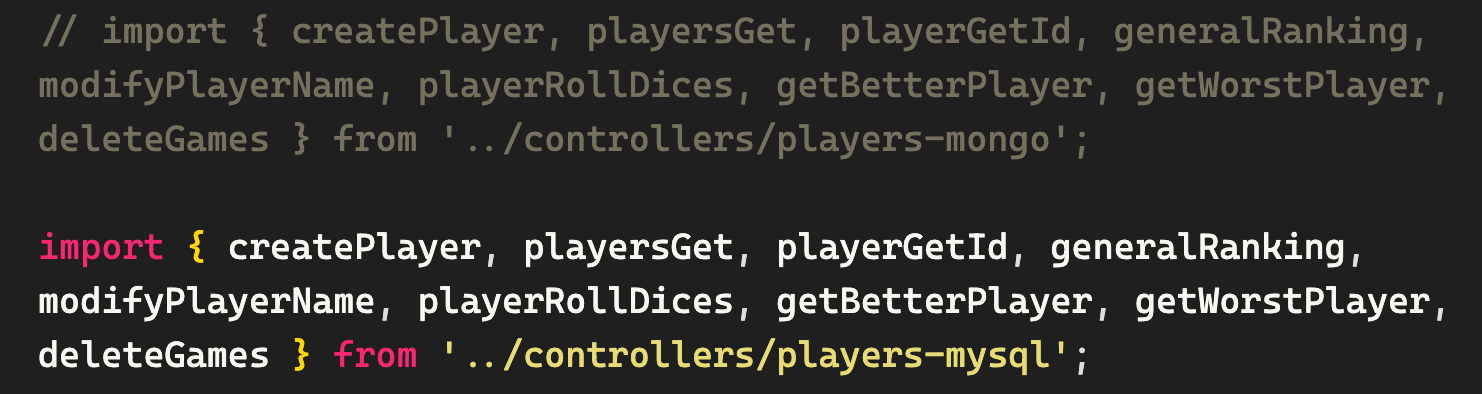 // import { createPlayer, playersGet, playerGetId, generalRanking,
modifyPlayerName, playerRollDices, getBetterPlayer, getWorstPlayer,
deleteGames } from '../controllers/players-mongo';
import { createPlayer, playersGet, playerGetId, generalRanking,
modifyPlayerName, playerRollDices, getBetterPlayer, getWorstPlayer,
deleteGames } from '../controllers/players-mysql';